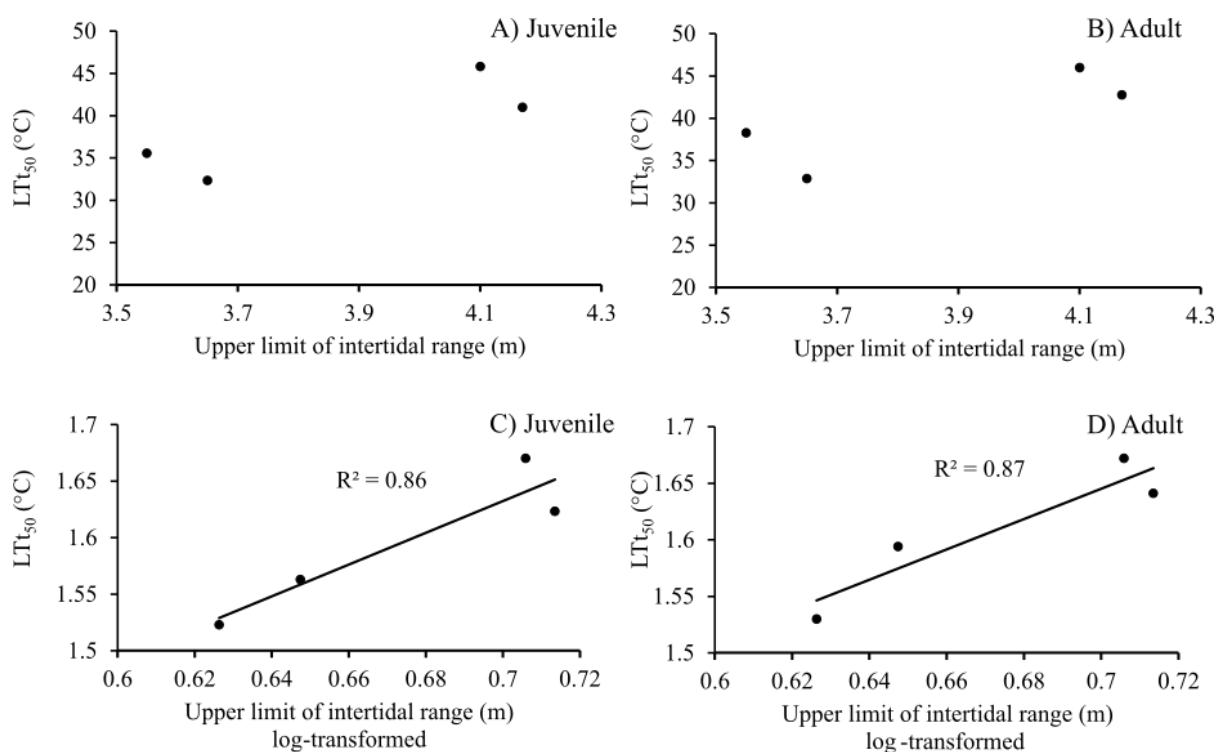 A) Juvenile
50
45
40
35
30
25
20
LTt₅₀ (°C)
3.5 3.7 3.9 4.1 4.3
Upper limit of intertidal range (m)
B) Adult
50
45
40
35
30
25
20
LTt₅₀ (°C)
3.5 3.7 3.9 4.1 4.3
Upper limit of intertidal range (m)
C) Juvenile
1.7
1.65
1.6
1.55
1.5
LTt₅₀ (°C)
R² = 0.86
0.6 0.62 0.64 0.66 0.68 0.7 0.72
Upper limit of intertidal range (m)
log-transformed
D) Adult
1.7
1.65
1.6
1.55
1.5
LTt₅₀ (°C)
R² = 0.87
0.6 0.62 0.64 0.66 0.68 0.7 0.72
Upper limit of intertidal range (m)
log-transformed